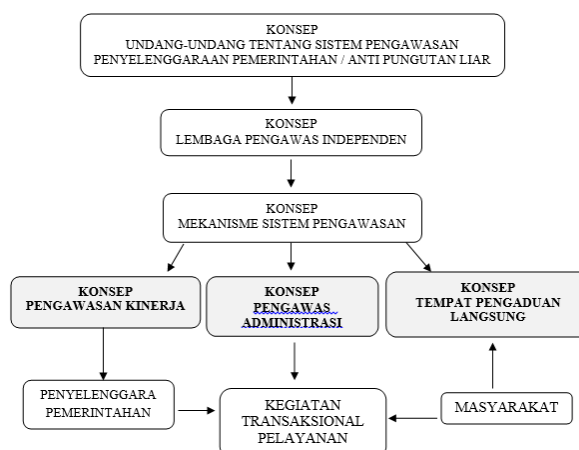 KONSEP
UNDANG-UNDANG TENTANG SISTEM PENGAWASAN
PENYELENGGARAAN PEMERINTAHAN / ANTI PUNGUTAN LIAR
KONSEP
LEMBAGA PENGAWAS INDEPENDEN
KONSEP
MEKANISME SISTEM PENGAWASAN
KONSEP
PENGAWASAN KINERJA
KONSEP
PENGAWAS
ADMINISTRASI
KONSEP
TEMPAT PENGADUAN
LANGSUNG
PENYELENGGARA
PEMERINTAHAN
KEGIATAN
TRANSAKSIONAL
PELAYANAN
MASYARAKAT